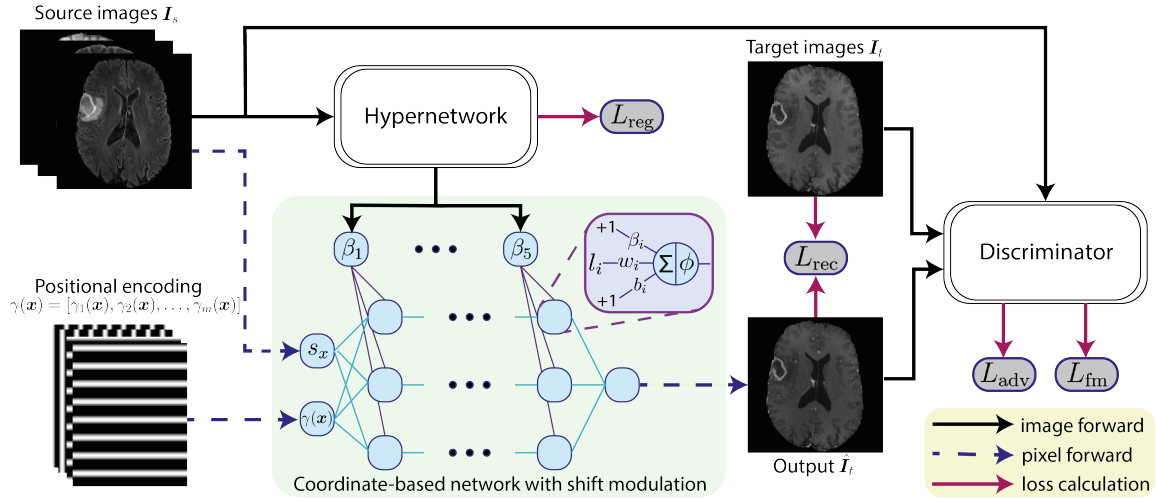 Source images I_s
Hypernetwork
L_reg
Target images I_t
L_rec
Discriminator
L_adv
L_fm
β_1
• • •
β_5
+1
β_i
l_i
w_i
Σ
ϕ
b_i
+1
Positional encoding
γ(x) = [γ_1(x), γ_2(x), . . . , γ_m(x)]
s_x
γ(x)
Coordinate-based network with shift modulation
Output Î_t
image forward
pixel forward
loss calculation